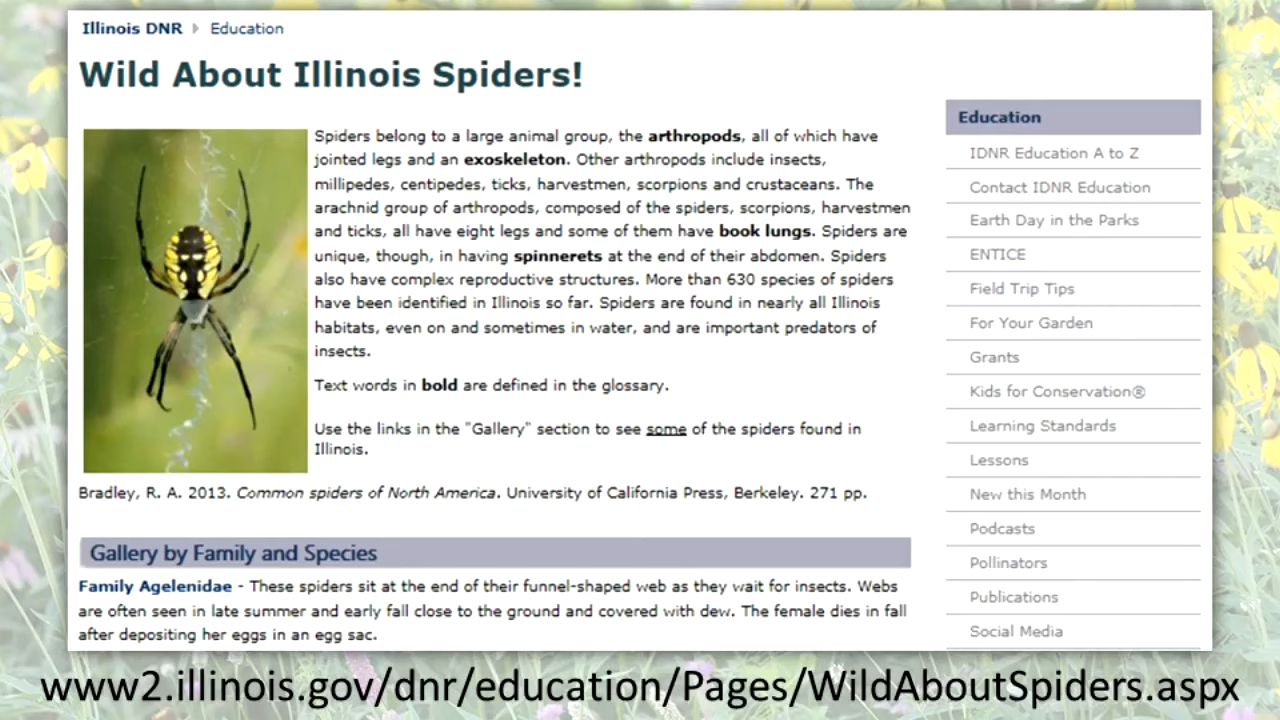 Illinois DNR Education
Wild About Illinois Spiders!
Spiders belong to a large animal group, the arthropods, all of which have
jointed legs and an exoskeleton. Other arthropods include insects,
millipedes, centipedes, ticks, harvestmen, scorpions and crustaceans. The
arachnid group of arthropods, composed of the spiders, scorpions, harvestmen
and ticks, all have eight legs and some of them have book lungs. Spiders are
unique, though, in having spinnerets at the end of their abdomen. Spiders
also have complex reproductive structures. More than 630 species of spiders
have been identified in Illinois so far. Spiders are found in nearly all Illinois
habitats, even on and sometimes in water, and are important predators of
insects.
Text words in bold are defined in the glossary.
Use the links in the "Gallery" section to see some of the spiders found in
Illinois.
Bradley, R. A. 2013. Common spiders of North America. University of California Press, Berkeley. 271 pp.
Gallery by Family and Species
Family Agelenidae - These spiders sit at the end of their funnel-shaped web as they wait for insects. Webs
are often seen in late summer and early fall close to the ground and covered with dew. The female dies in fall
after depositing her eggs in an egg sac.
Education
IDNR Education A to Z
Contact IDNR Education
Earth Day in the Parks
ENTICE
Field Trip Tips
For Your Garden
Grants
Kids for Conservation®
Learning Standards
Lessons
New this Month
Podcasts
Pollinators
Publications
Social Media
www2.illinois.gov/dnr/education/Pages/WildAboutSpiders.aspx